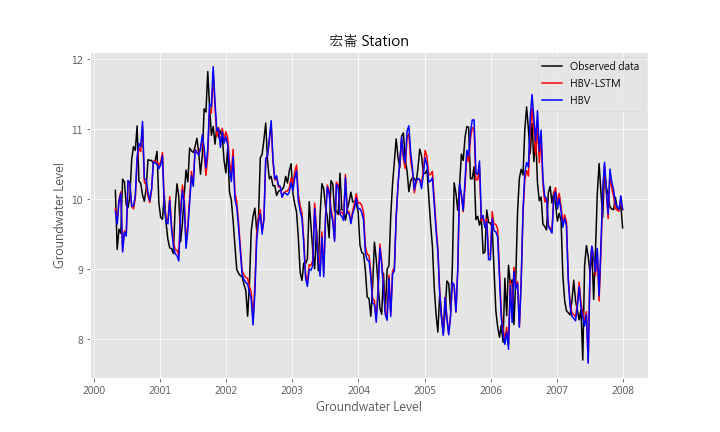 宏崙 Station
Observed data
HBV-LSTM
HBV
Groundwater Level
12
11
10
9
8
2000 2001 2002 2003 2004 2005 2006 2007 2008
Groundwater Level